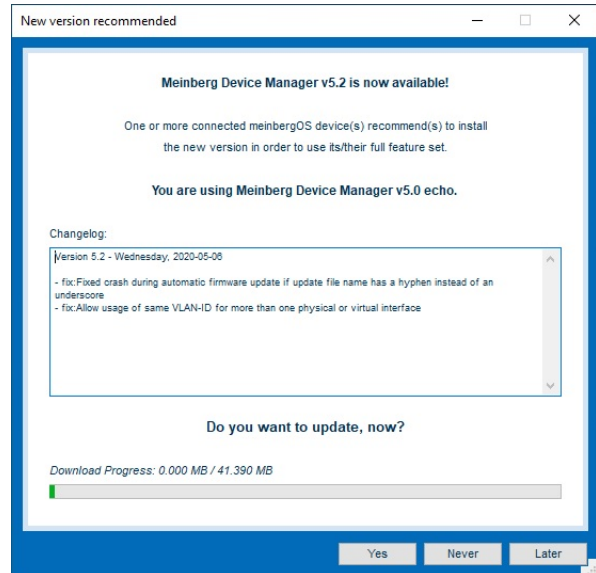 New version recommended
Meinberg Device Manager v5.2 is now available!
One or more connected meinbergOS device(s) recommend(s) to install
the new version in order to use its/their full feature set.
You are using Meinberg Device Manager v5.0 echo.
Changelog:
Version 5.2 - Wednesday, 2020-05-06
- fix:Fixed crash during automatic firmware update if update file name has a hyphen instead of an
underscore
- fix:Allow usage of same VLAN-ID for more than one physical or virtual interface
Do you want to update, now?
Download Progress: 0.000 MB / 41.390 MB
Yes Never Later